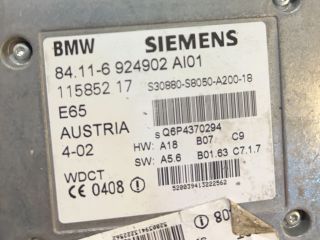 BMW SIEMENS
84.11-6 924902 AI01
115852 17 S30880-S8050-A200-18
E65
AUSTRIA s Q6P4370294
4-02 HW: A18 B07 C9
WDCT SW: A5.6 B01.63 C7.1.7
CE 0408 !
520039413222562